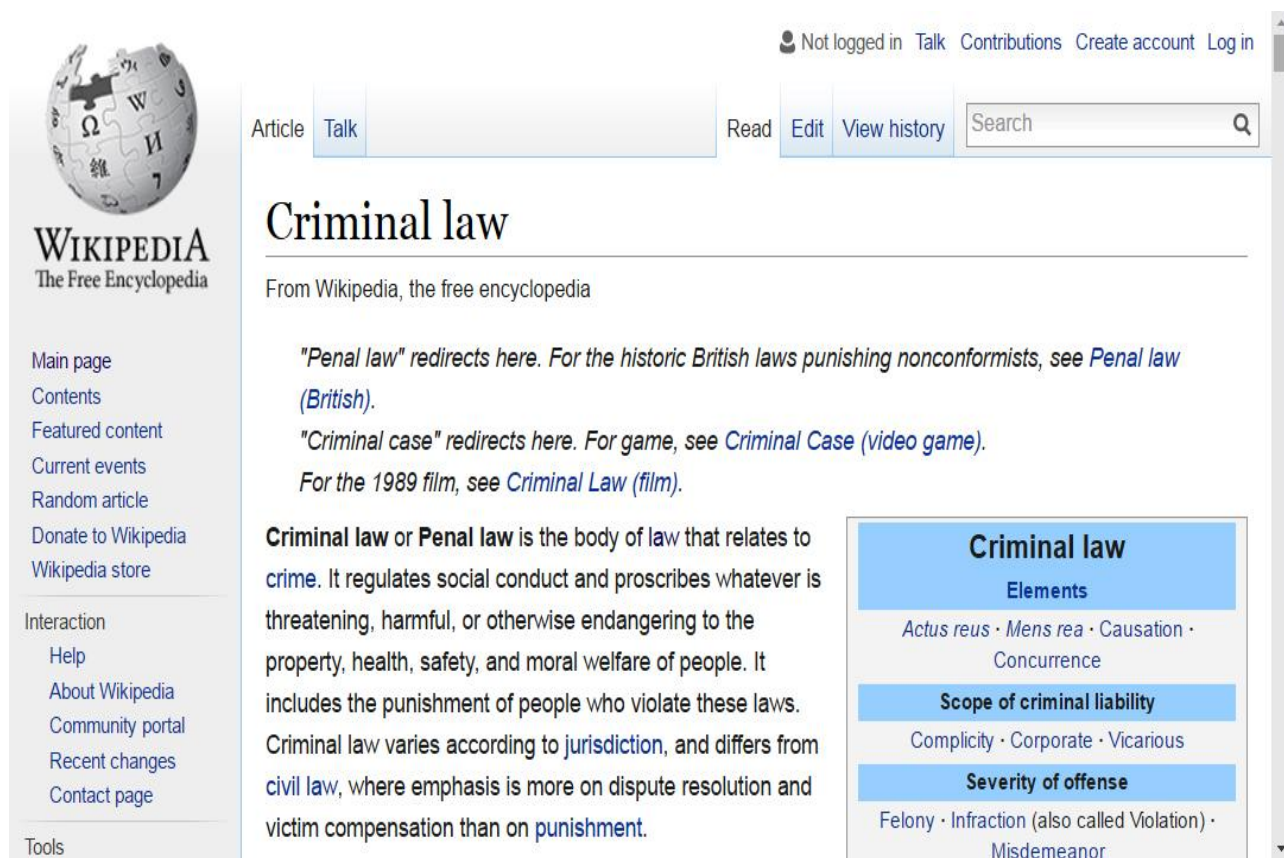 Not logged in Talk Contributions Create account Log in
Article Talk Read Edit View history Search
WIKIPEDIA
The Free Encyclopedia
Main page
Contents
Featured content
Current events
Random article
Donate to Wikipedia
Wikipedia store
Interaction
Help
About Wikipedia
Community portal
Recent changes
Contact page
Tools
Criminal law
From Wikipedia, the free encyclopedia
"Penal law" redirects here. For the historic British laws punishing nonconformists, see Penal law
(British).
"Criminal case" redirects here. For game, see Criminal Case (video game).
For the 1989 film, see Criminal Law (film).
Criminal law or Penal law is the body of law that relates to
crime. It regulates social conduct and proscribes whatever is
threatening, harmful, or otherwise endangering to the
property, health, safety, and moral welfare of people. It
includes the punishment of people who violate these laws.
Criminal law varies according to jurisdiction, and differs from
civil law, where emphasis is more on dispute resolution and
victim compensation than on punishment.
Criminal law
Elements
Actus reus · Mens rea · Causation ·
Concurrence
Scope of criminal liability
Complicity · Corporate · Vicarious
Severity of offense
Felony · Infraction (also called Violation) ·
Misdemeanor